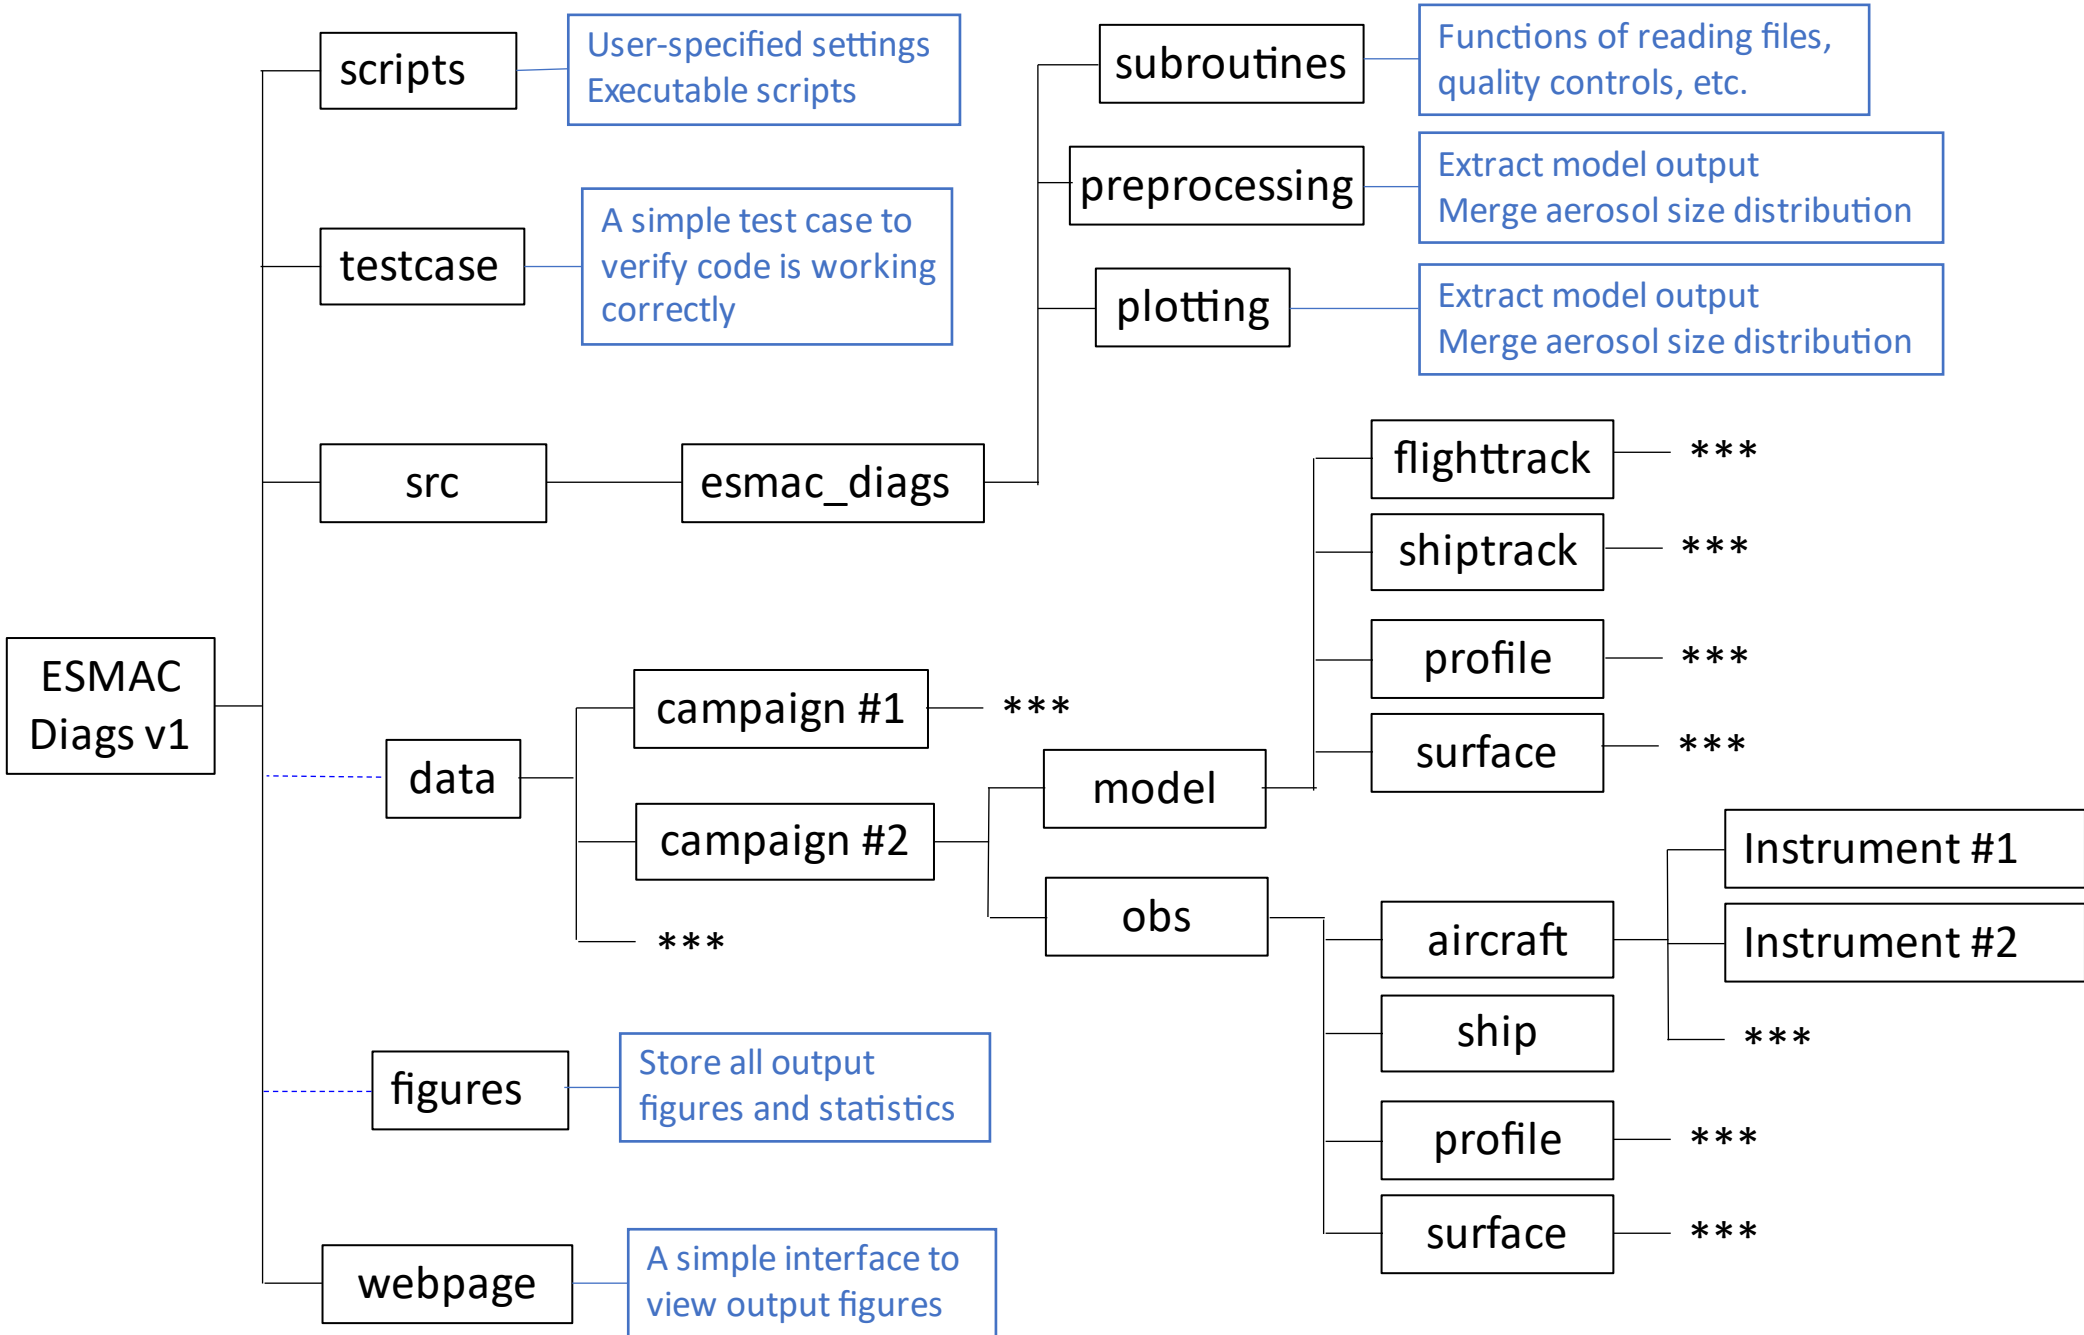 scripts
User-specified settings
Executable scripts
testcase
A simple test case to
verify code is working
correctly
src
esmac_diags
subroutines
Functions of reading files,
quality controls, etc.
preprocessing
Extract model output
Merge aerosol size distribution
plotting
Extract model output
Merge aerosol size distribution
ESMAC
Diags v1
data
campaign #1
***
campaign #2
***
model
flighttrack
***
shiptrack
***
profile
***
surface
***
obs
aircraft
Instrument #1
Instrument #2
***
ship
profile
***
surface
***
figures
Store all output
figures and statistics
webpage
A simple interface to
view output figures